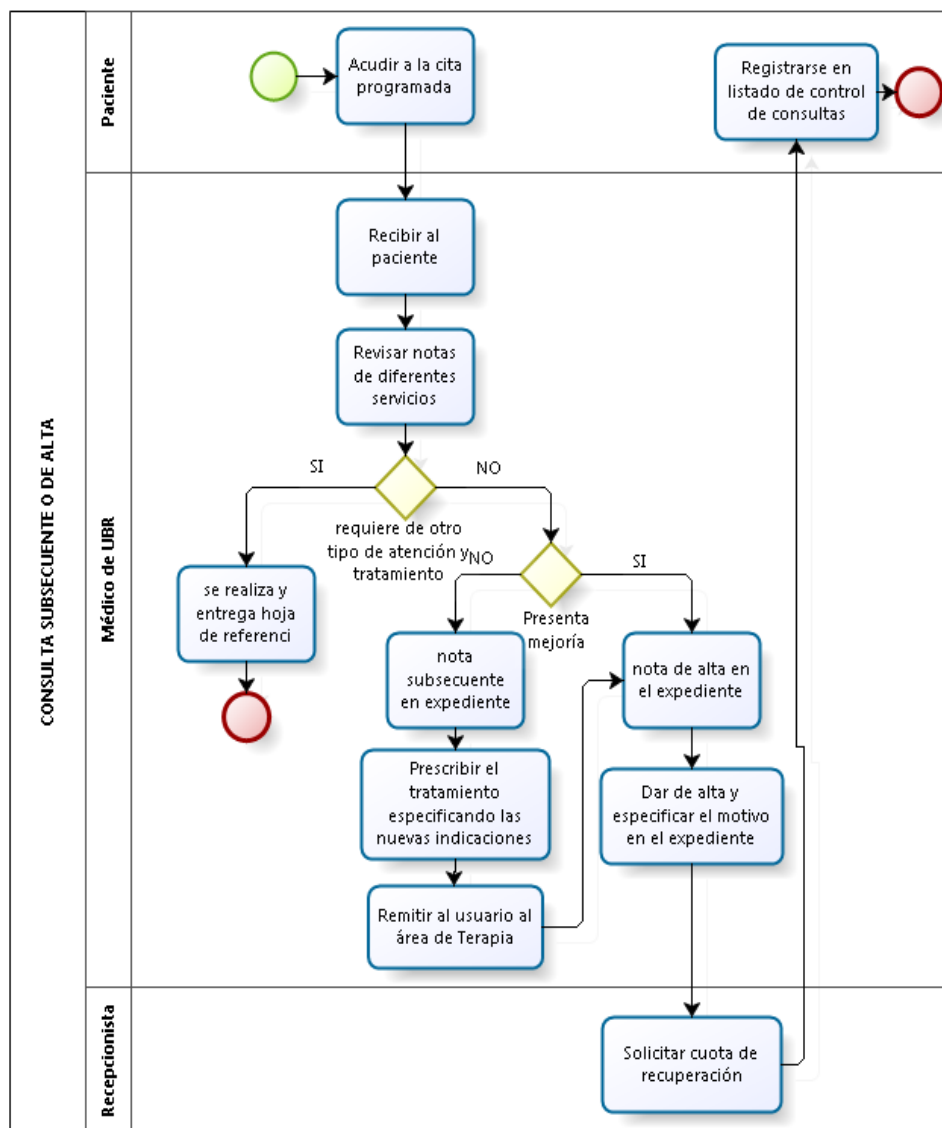 CONSULTA SUBSECUENTE O DE ALTA
Paciente
Acudir a la cita
programada
Registrarse en
listado de control
de consultas
Médico de UBR
Recibir al
paciente
Revisar notas
de diferentes
servicios
SI
NO
requiere de otro
tipo de atención y
tratamiento
se realiza y
entrega hoja
de referenci
NO
SI
Presenta
mejoría
nota
subsecuente
en expediente
nota de alta en
el expediente
Prescribir el
tratamiento
especificando las
nuevas indicaciones
Dar de alta y
especificar el motivo
en el expediente
Remitir al usuario al
área de Terapia
Recepcionista
Solicitar cuota de
recuperación